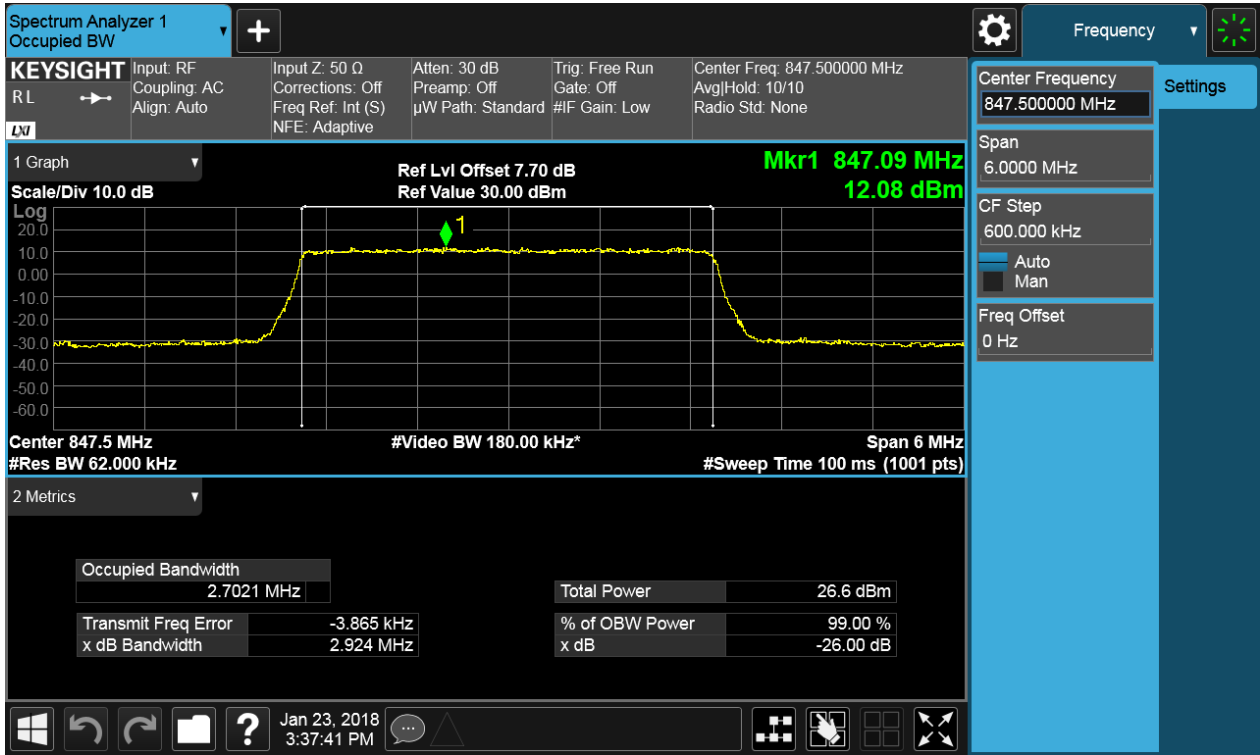 Spectrum Analyzer 1
Occupied BW
+
Frequency
KEYSIGHT
RL
LXI
Input: RF
Coupling: AC
Align: Auto
Input Z: 50 Ω
Corrections: Off
Freq Ref: Int (S)
NFE: Adaptive
Atten: 30 dB
Preamp: Off
µW Path: Standard
Trig: Free Run
Gate: Off
#IF Gain: Low
Center Freq: 847.500000 MHz
Avg|Hold: 10/10
Radio Std: None
Center Frequency
847.500000 MHz
Settings
Span
6.0000 MHz
CF Step
600.000 kHz
Auto
Man
Freq Offset
0 Hz
1 Graph
Scale/Div 10.0 dB
Ref Lvl Offset 7.70 dB
Ref Value 30.00 dBm
Mkr1 847.09 MHz
12.08 dBm
Log
20.0
10.0
0.00
-10.0
-20.0
-30.0
-40.0
-50.0
-60.0
1
Center 847.5 MHz
#Video BW 180.00 kHz*
Span 6 MHz
#Res BW 62.000 kHz
#Sweep Time 100 ms (1001 pts)
2 Metrics
Occupied Bandwidth
2.7021 MHz
Total Power 26.6 dBm
Transmit Freq Error -3.865 kHz
% of OBW Power 99.00 %
x dB Bandwidth 2.924 MHz
x dB -26.00 dB
?
Jan 23, 2018
3:37:41 PM